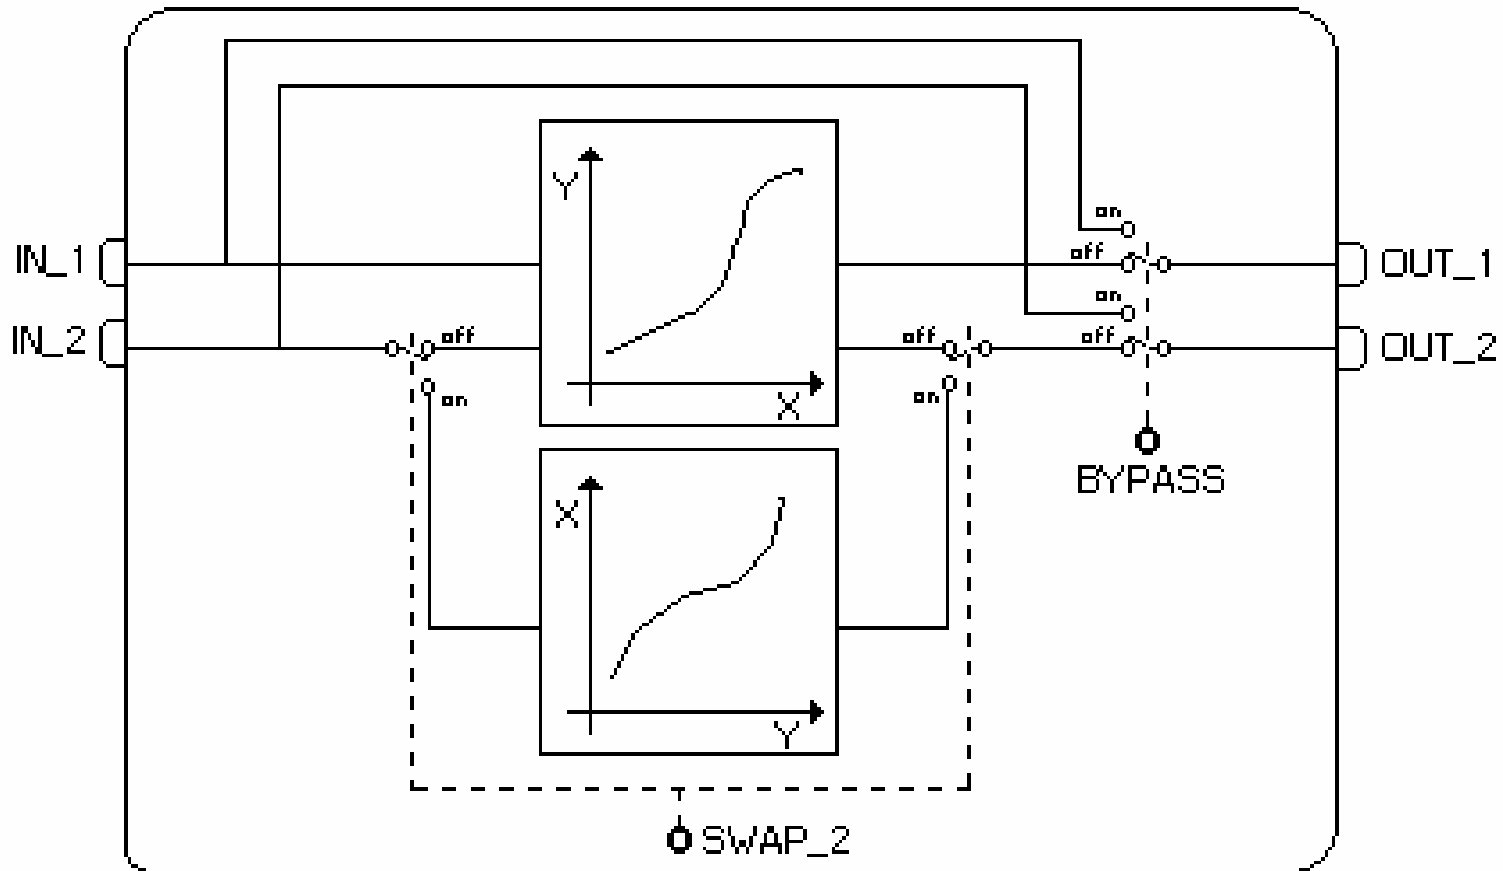 on
IN_1
off
OUT_1
on
IN_2
off
off
off
OUT_2
on
on
Y
X
BYPASS
X
Y
SWAP_2